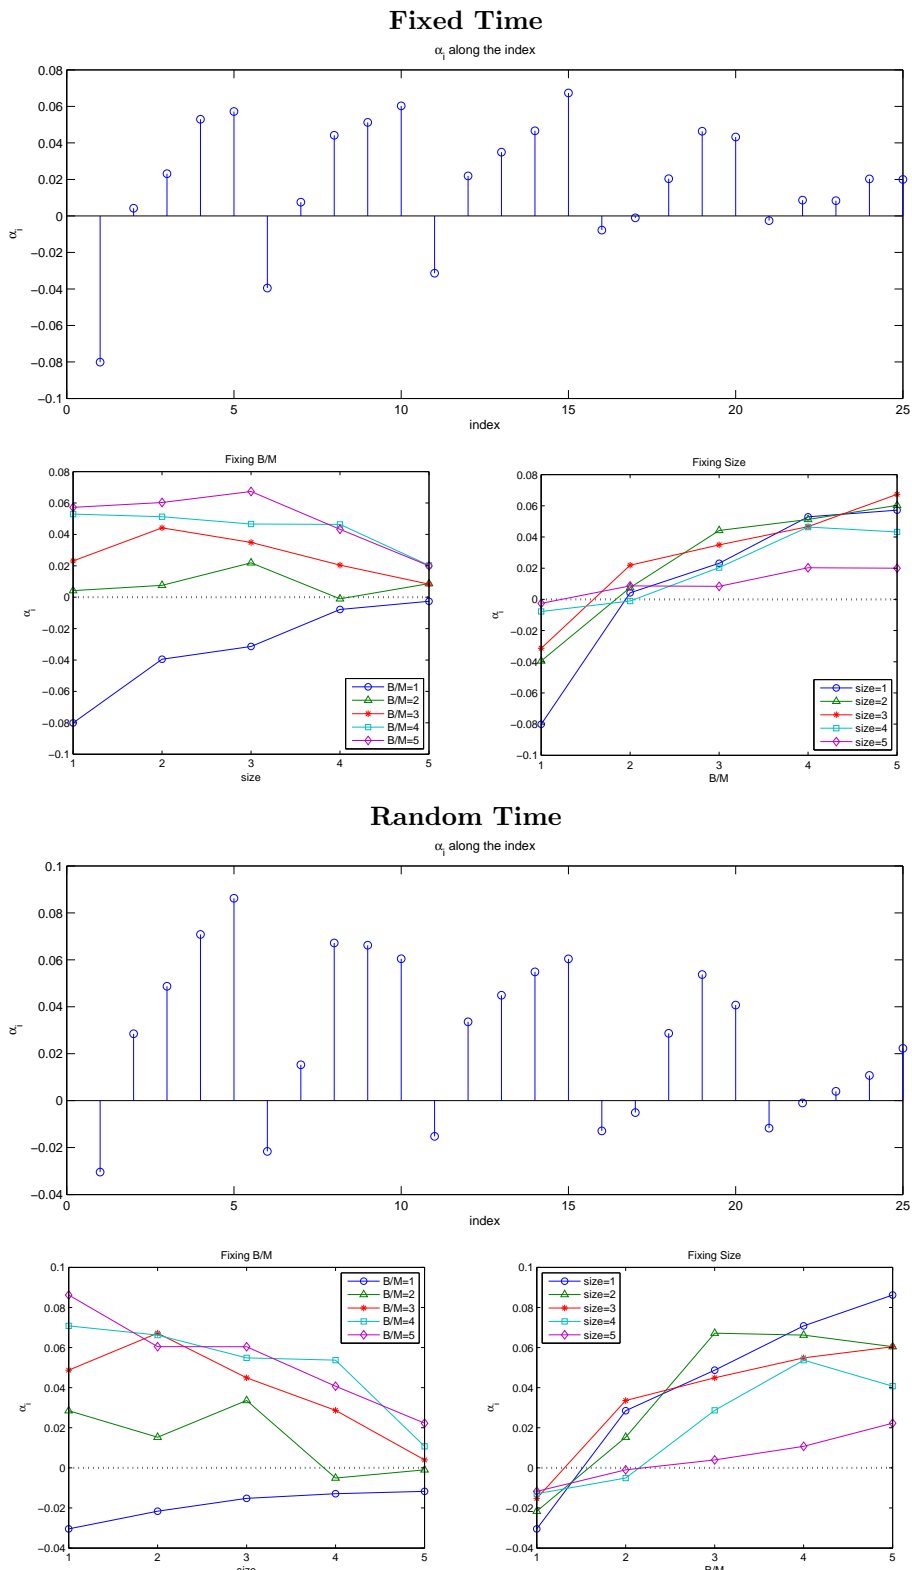 Fixed Time
αi along the index
0.08
0.06
0.04
0.02
0
−0.02
−0.04
−0.06
−0.08
−0.1
αi
0 5 10 15 20 25
index
Fixing B/M
0.08
0.06
0.04
0.02
0
−0.02
−0.04
−0.06
−0.08
−0.1
αi
B/M=1
B/M=2
B/M=3
B/M=4
B/M=5
1 2 3 4 5
size
Fixing Size
0.08
0.06
0.04
0.02
0
−0.02
−0.04
−0.06
−0.08
−0.1
αi
size=1
size=2
size=3
size=4
size=5
1 2 3 4 5
B/M
Random Time
αi along the index
0.1
0.08
0.06
0.04
0.02
0
−0.02
−0.04
αi
0 5 10 15 20 25
index
Fixing B/M
0.1
0.08
0.06
0.04
0.02
0
−0.02
−0.04
αi
B/M=1
B/M=2
B/M=3
B/M=4
B/M=5
1 2 3 4 5
size
Fixing Size
0.1
0.08
0.06
0.04
0.02
0
−0.02
−0.04
αi
size=1
size=2
size=3
size=4
size=5
1 2 3 4 5
B/M